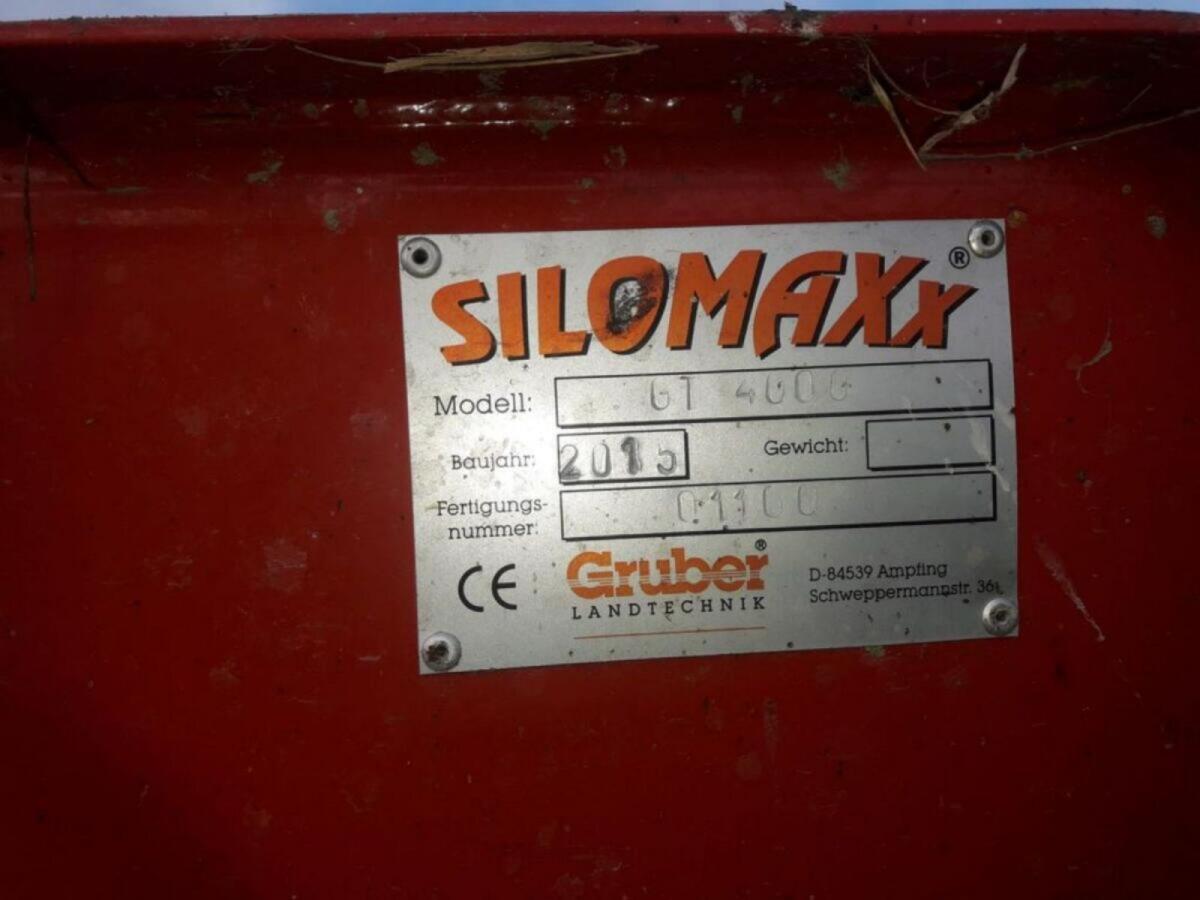 SILOMAXx®
Modell: GT 4000
Baujahr: 2015 Gewicht:
Fertigungs-
nummer: 01100
CE Gruber® D-84539 Ampfing
LANDTECHNIK Schweppermannstr. 36